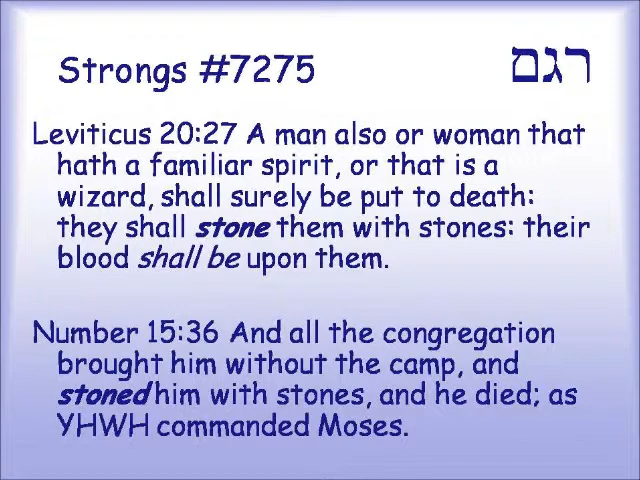 Strongs #7275 רגם
Leviticus 20:27 A man also or woman that
hath a familiar spirit, or that is a
wizard, shall surely be put to death:
they shall stone them with stones: their
blood shall be upon them.
Number 15:36 And all the congregation
brought him without the camp, and
stoned him with stones, and he died; as
YHWH commanded Moses.